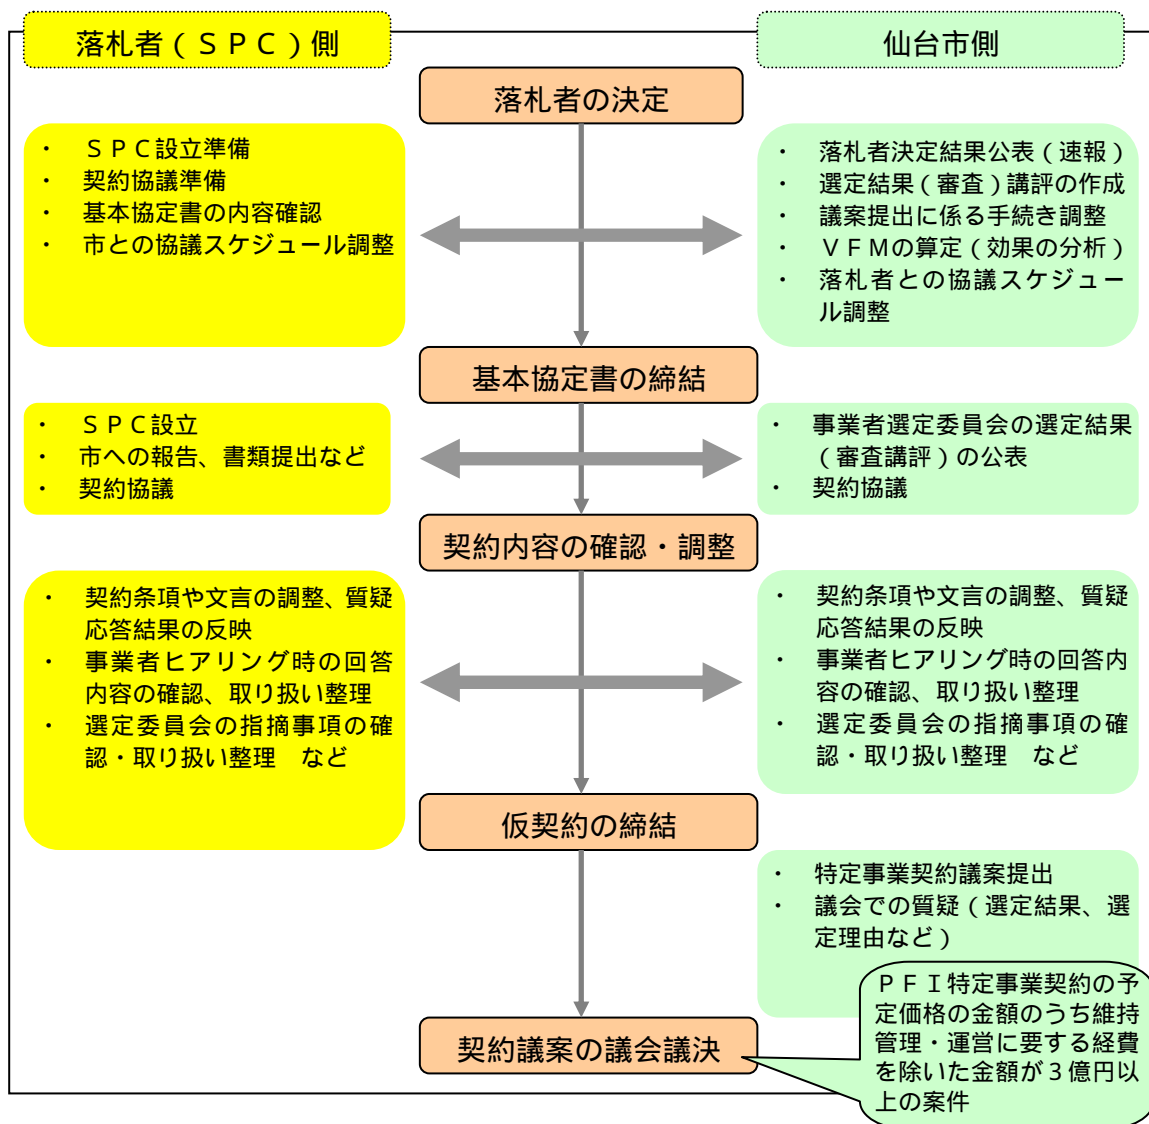 落札者（ＳＰＣ）側
仙台市側
落札者の決定
・　ＳＰＣ設立準備
・　契約協議準備
・　基本協定書の内容確認
・　市との協議スケジュール調整
・　落札者決定結果公表（速報）
・　選定結果（審査）講評の作成
・　議案提出に係る手続き調整
・　ＶＦＭの算定（効果の分析）
・　落札者との協議スケジュー
ル調整
基本協定書の締結
・　ＳＰＣ設立
・　市への報告、書類提出など
・　契約協議
・　事業者選定委員会の選定結果
（審査講評）の公表
・　契約協議
契約内容の確認・調整
・　契約条項や文言の調整、質疑
応答結果の反映
・　事業者ヒアリング時の回答
内容の確認、取り扱い整理
・　選定委員会の指摘事項の確
認・取り扱い整理　など
・　契約条項や文言の調整、質疑
応答結果の反映
・　事業者ヒアリング時の回答内
容の確認、取り扱い整理
・　選定委員会の指摘事項の確
認・取り扱い整理　など
仮契約の締結
・　特定事業契約議案提出
・　議会での質疑（選定結果、選
定理由など）
契約議案の議会議決
ＰＦＩ特定事業契約の予
定価格の金額のうち維持
管理・運営に要する経費
を除いた金額が３億円以
上の案件